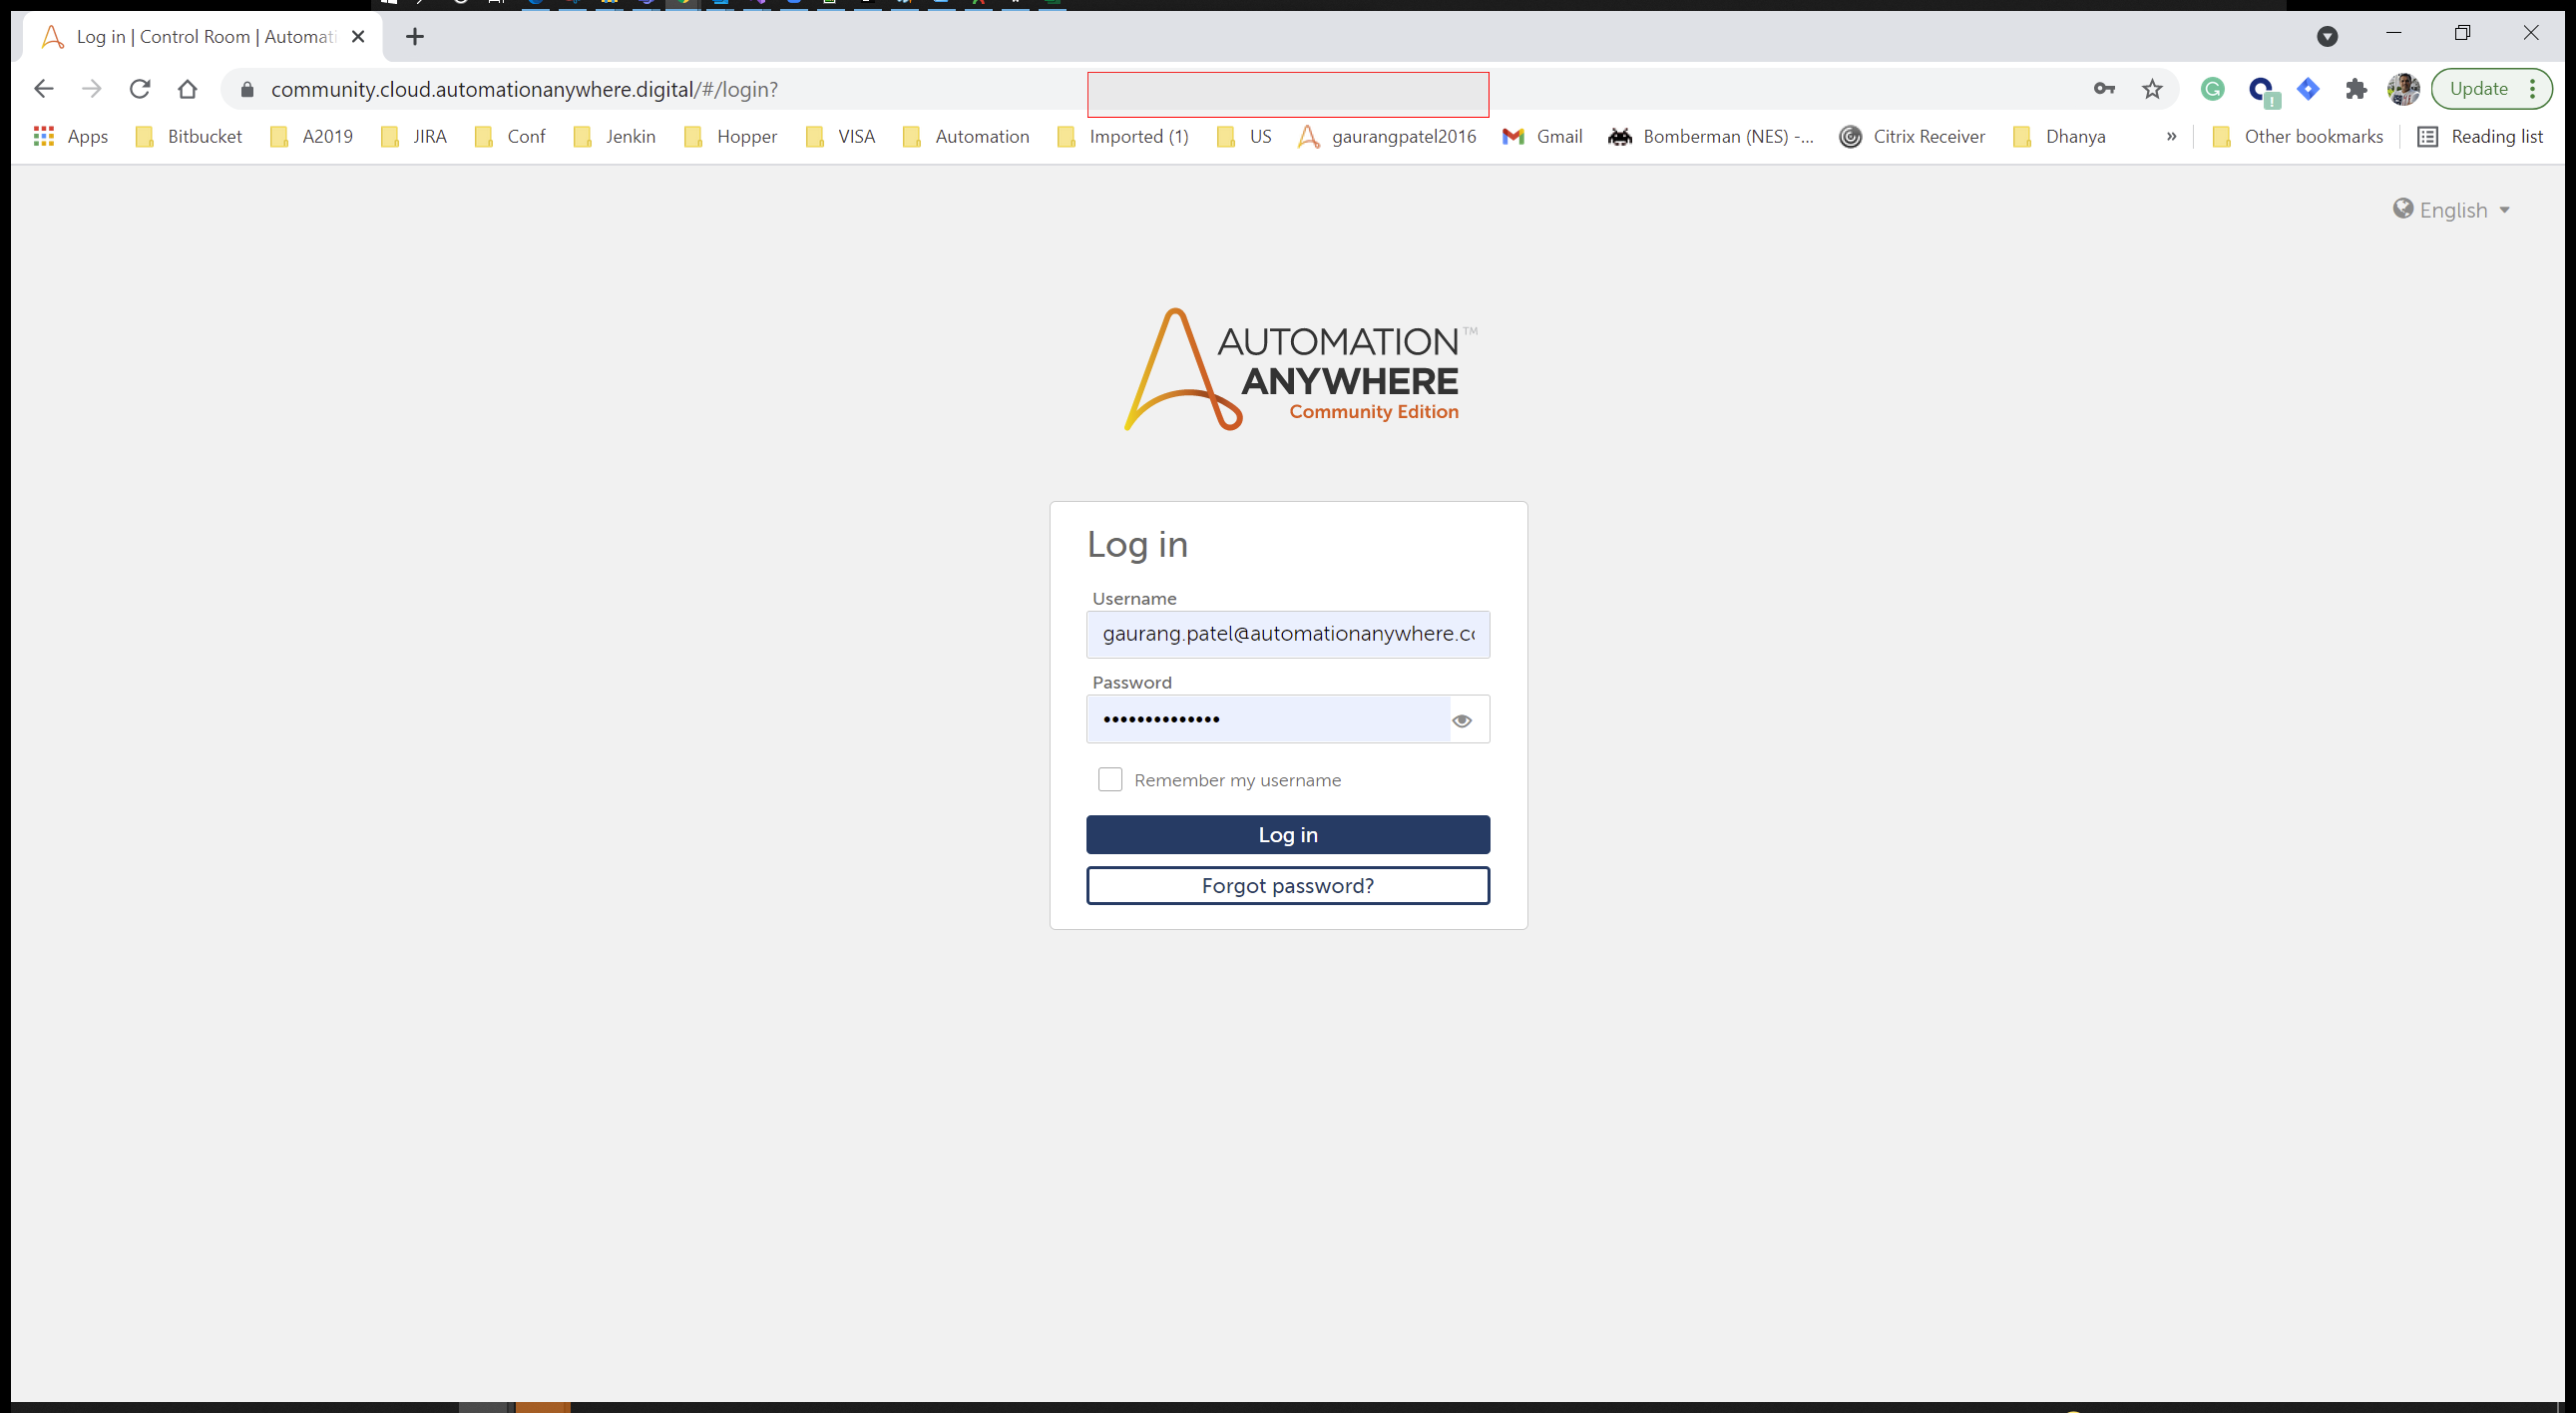 Log in | Control Room | Automati
community.cloud.automationanywhere.digital/#/login?
Update
Apps Bitbucket A2019 JIRA Conf Jenkin Hopper VISA Automation Imported (1) US gaurangpatel2016 Gmail Bomberman (NES) -... Citrix Receiver Dhanya » Other bookmarks Reading list
English
AUTOMATION™
ANYWHERE
Community Edition
Log in
Username
gaurang.patel@automationanywhere.co
Password
••••••••••••••
Remember my username
Log in
Forgot password?